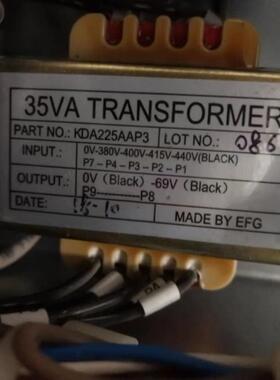 35VA TRANSFORMER
PART NO.: KDA225AAP3 LOT NO.: 086
INPUT: 0V-380V-400V-415V-440V(BLACK)
P7 – P4 – P3 – P2 – P1
OUTPUT: 0V (Black) -69V (Black)
P9------------P8
DATE:
MADE BY EFG